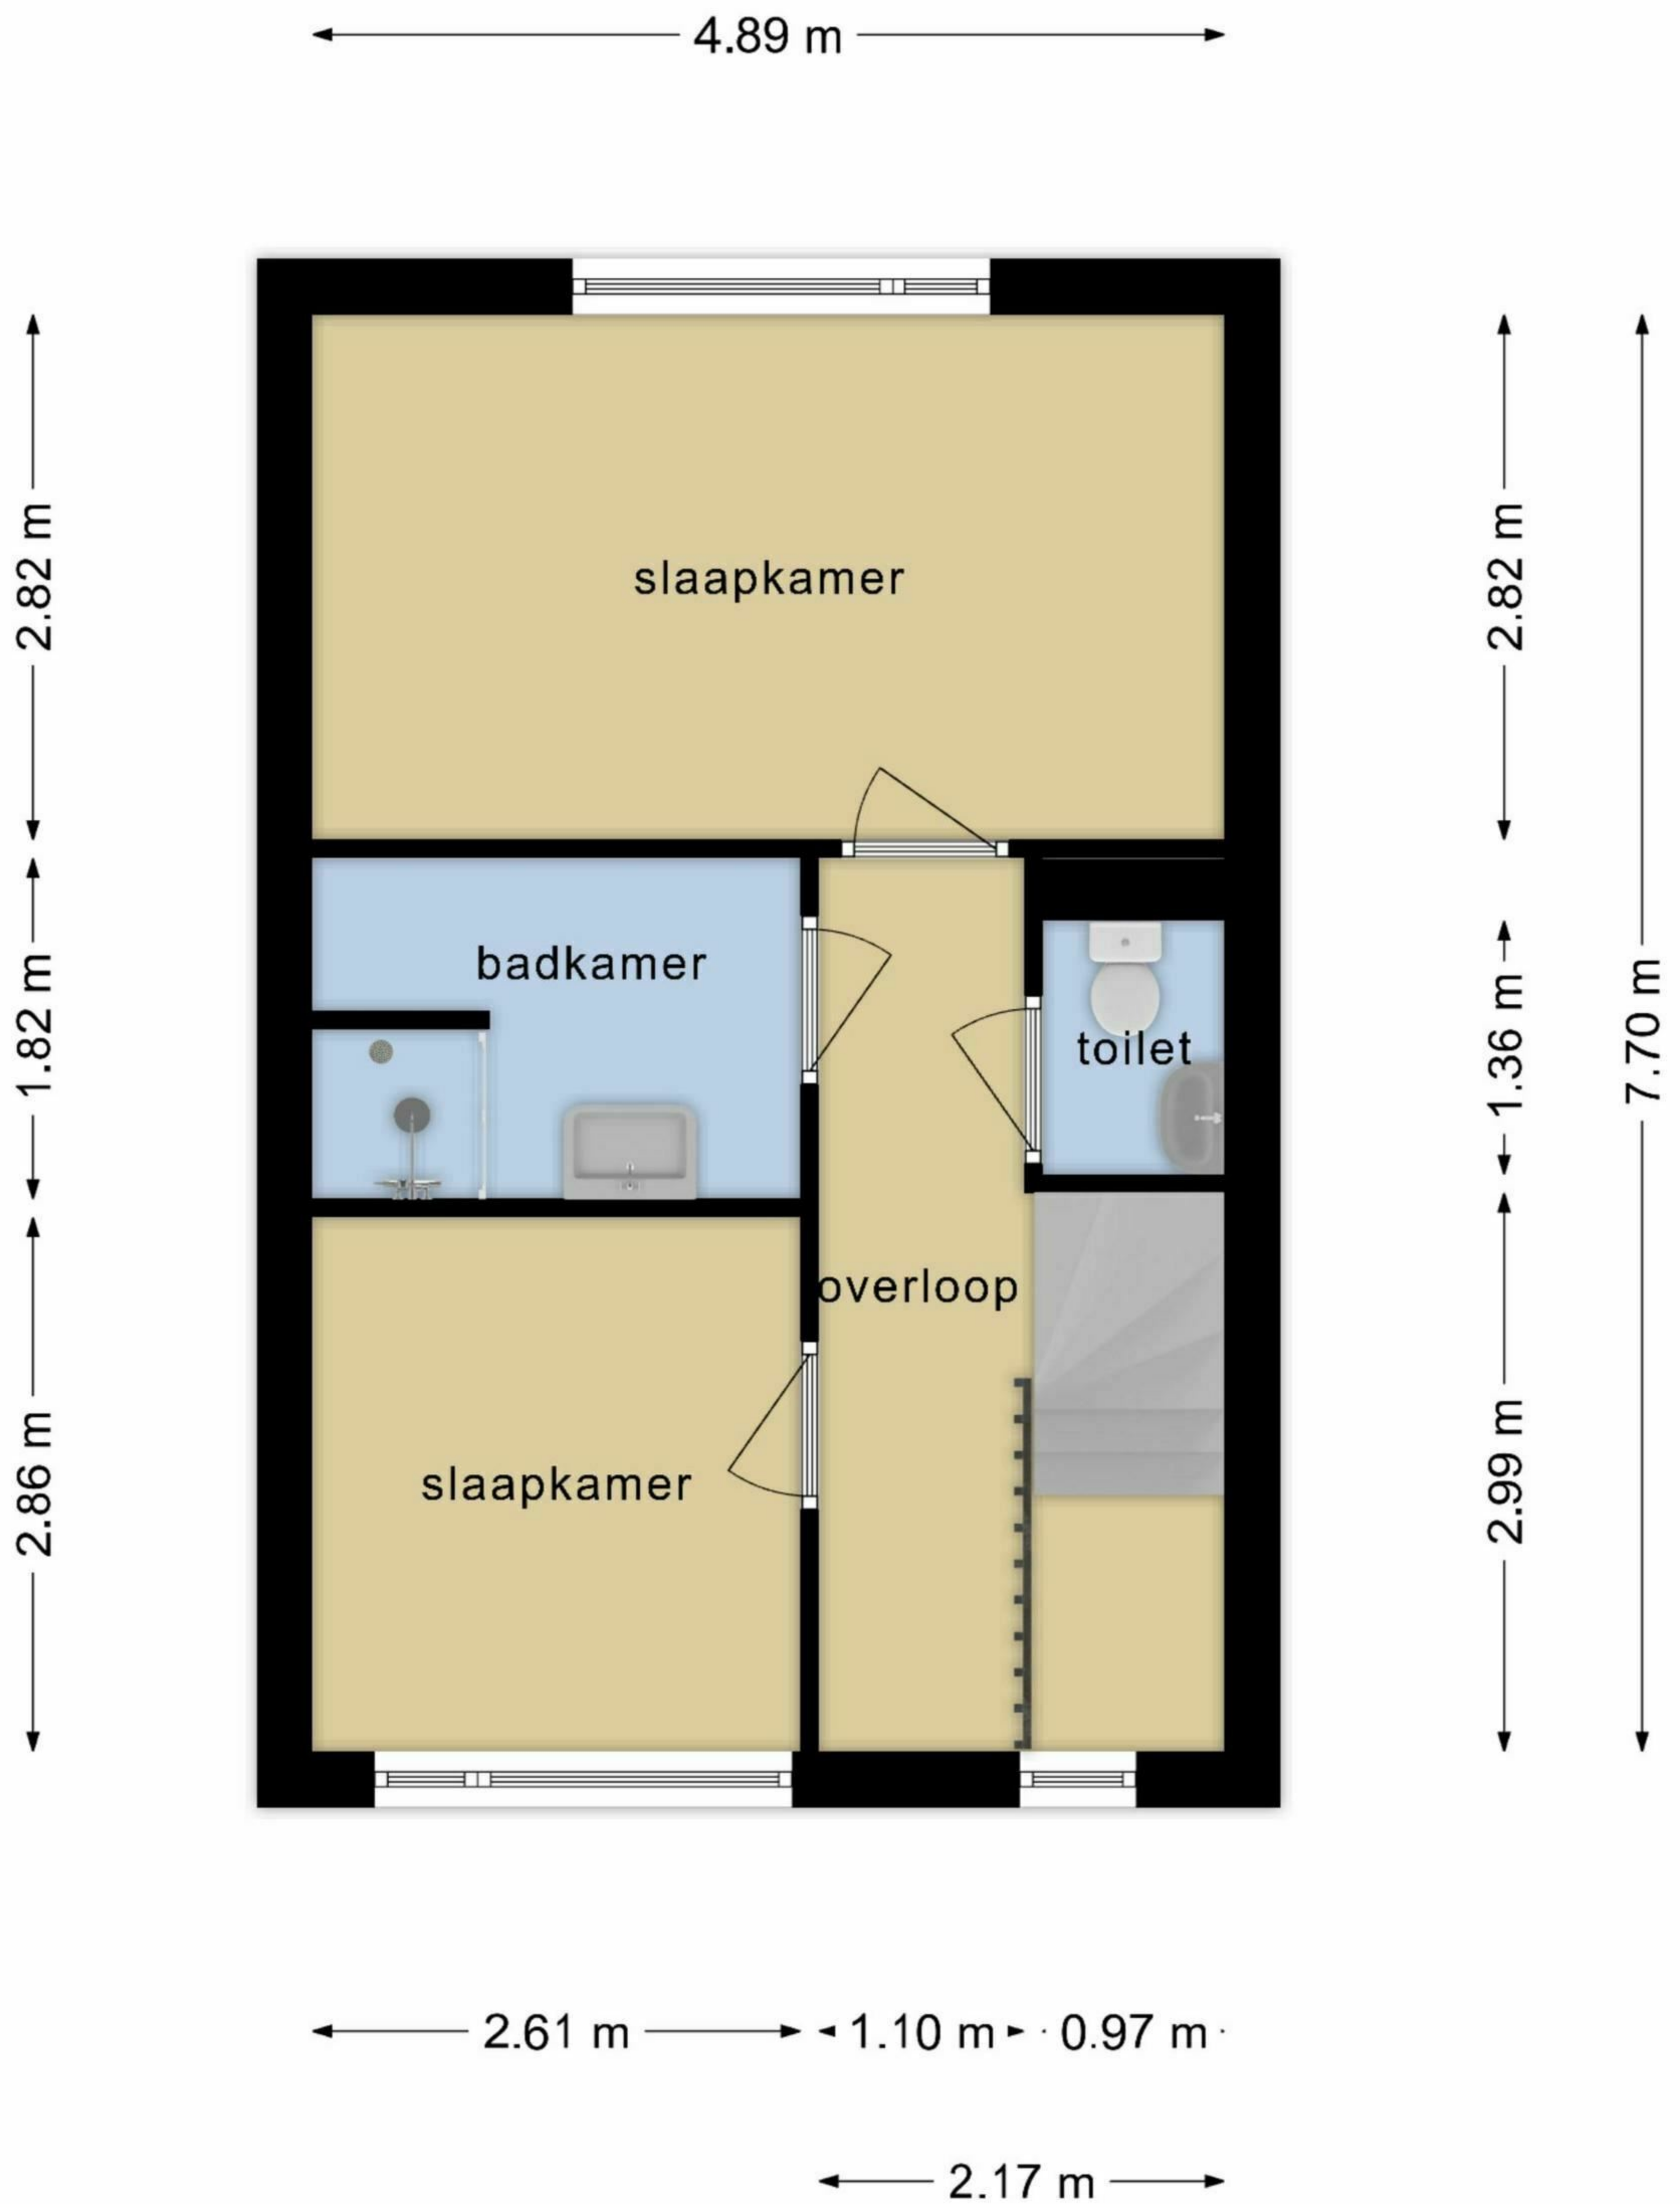 4.89 m
2.82 m
2.82 m
slaapkamer
badkamer
1.82 m
toilet
1.36 m
7.70 m
overloop
slaapkamer
2.86 m
2.99 m
2.61 m
1.10 m
0.97 m
2.17 m